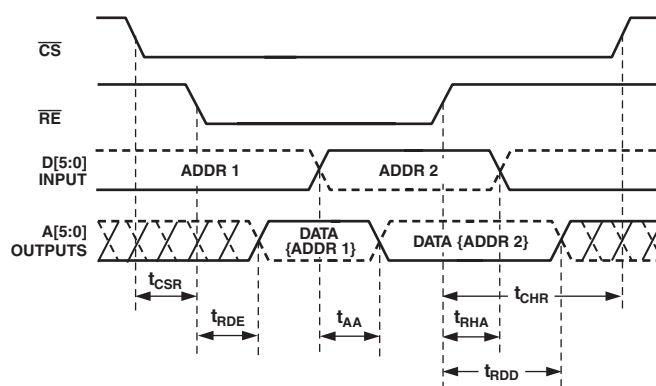 CS
RE
D[5:0]
INPUT
ADDR 1
ADDR 2
A[5:0]
OUTPUTS
DATA
{ADDR 1}
DATA {ADDR 2}
tCSR
tCHR
tRDE
tAA
tRHA
tRDD